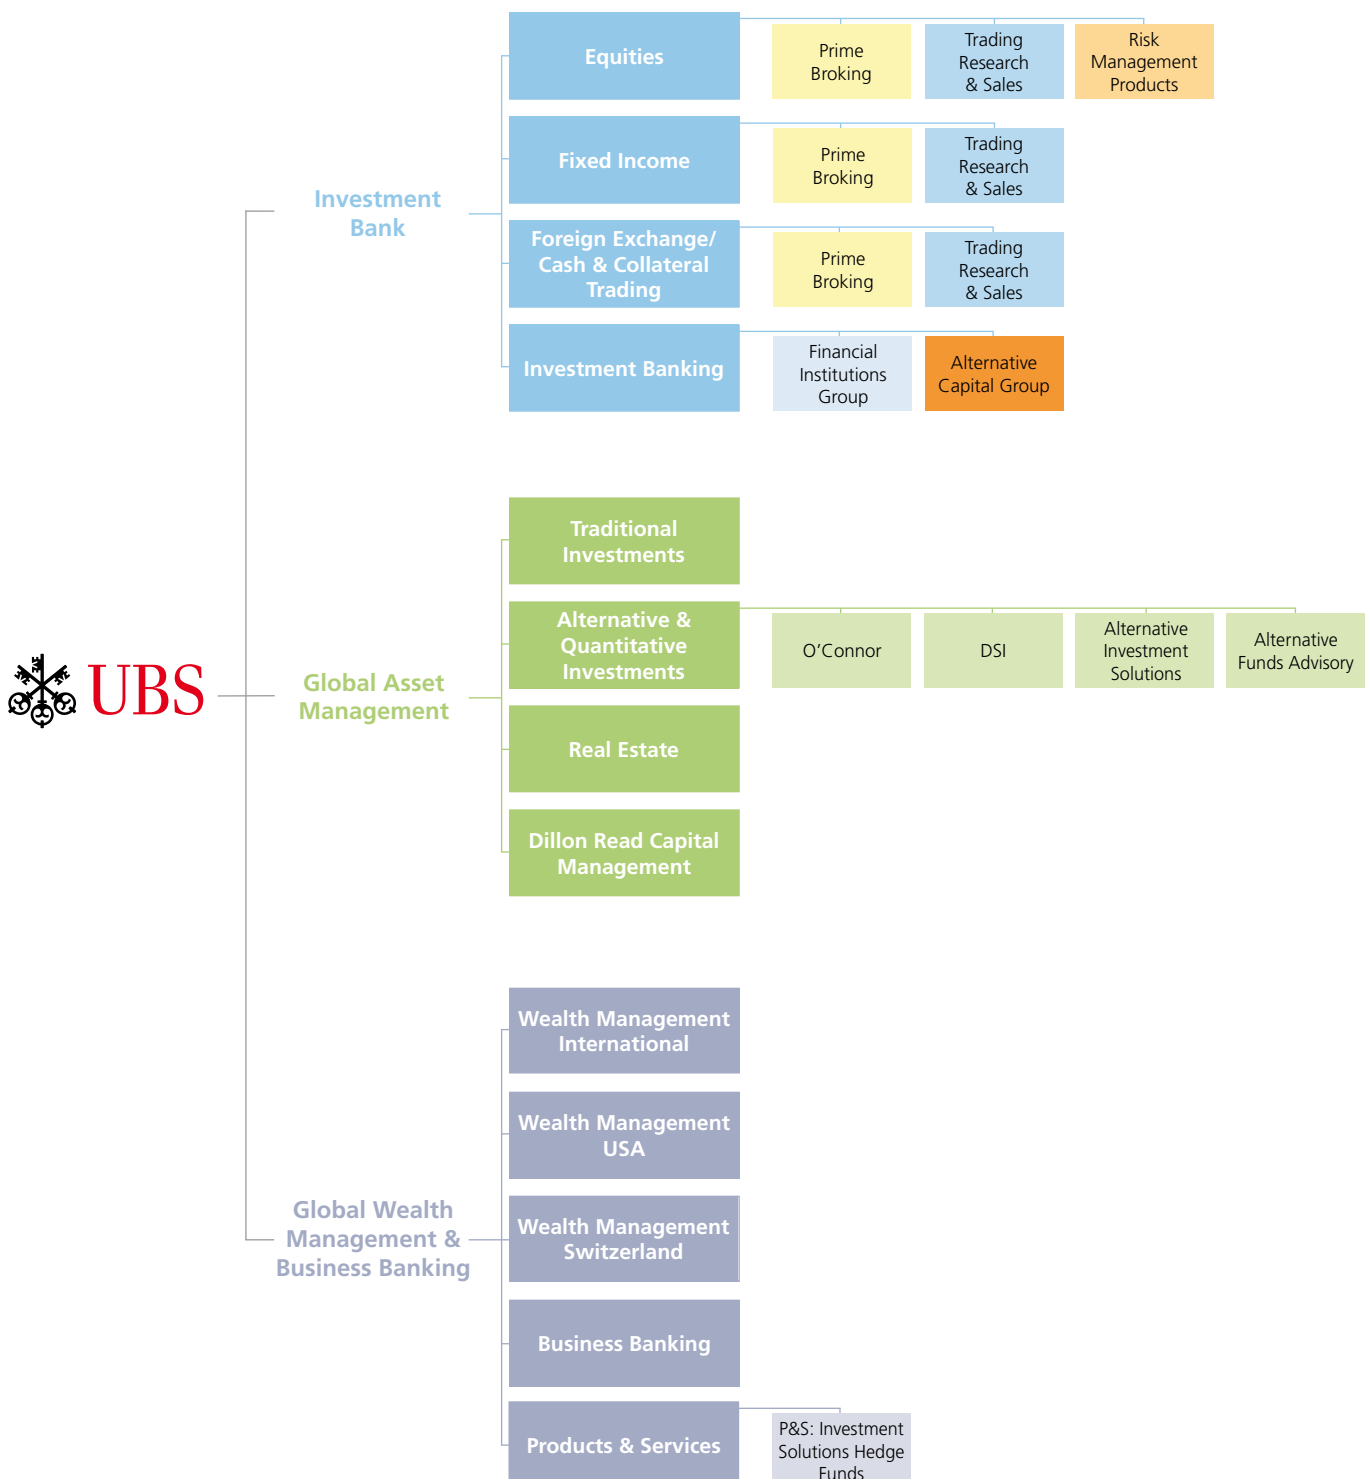 Equities
Prime
Broking
Trading
Research
& Sales
Risk
Management
Products
Fixed Income
Prime
Broking
Trading
Research
& Sales
Investment
Bank
Foreign Exchange/
Cash & Collateral
Trading
Prime
Broking
Trading
Research
& Sales
Investment Banking
Financial
Institutions
Group
Alternative
Capital Group
Traditional
Investments
Alternative &
Quantitative
Investments
O'Connor
DSI
Alternative
Investment
Solutions
Alternative
Funds Advisory
UBS
Global Asset
Management
Real Estate
Dillon Read Capital
Management
Wealth Management
International
Wealth Management
USA
Global Wealth
Management &
Business Banking
Wealth Management
Switzerland
Business Banking
Products & Services
P&S: Investment
Solutions Hedge
Funds